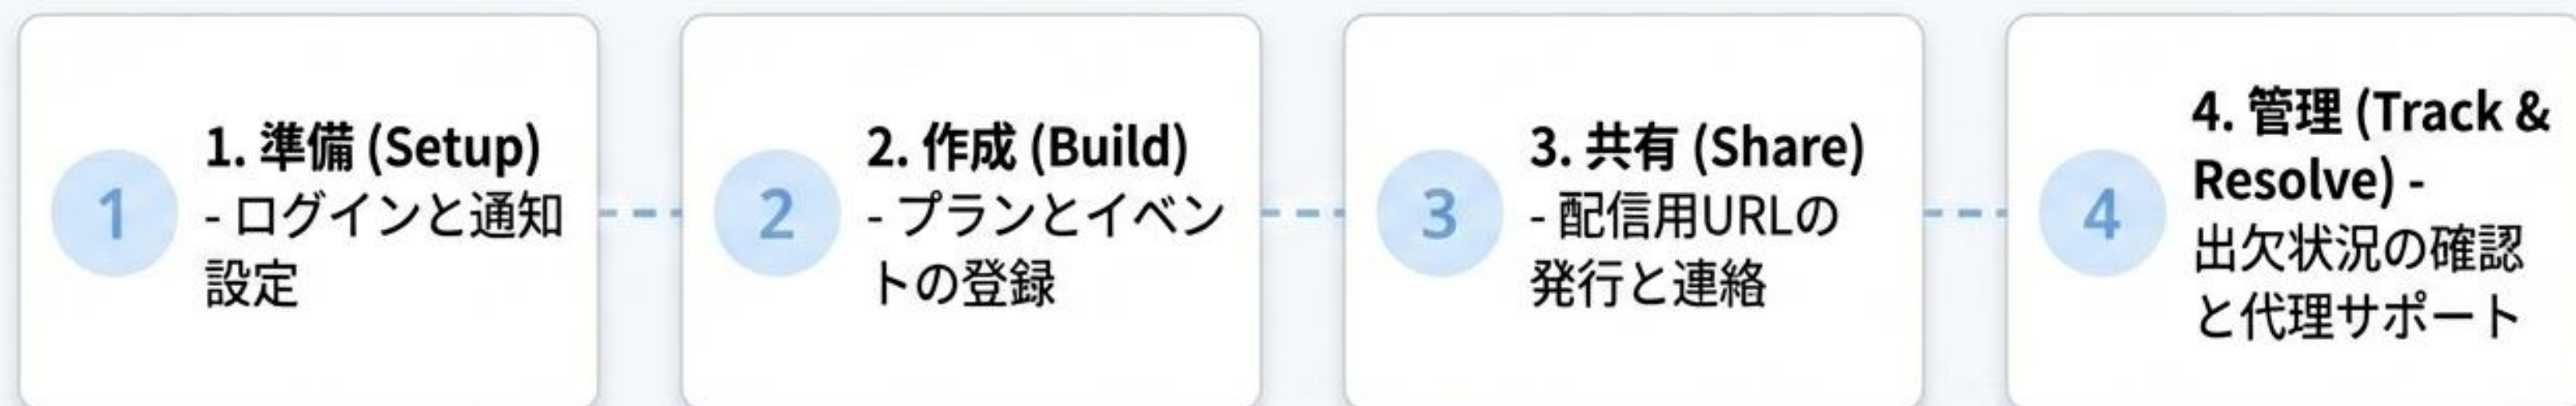 1
1. 準備 (Setup)
- ログインと通知
設定
2
2. 作成 (Build)
- プランとイベン
トの登録
3
3. 共有 (Share)
- 配信用URLの
発行と連絡
4
4. 管理 (Track &
Resolve) -
出欠状況の確認
と代理サポート